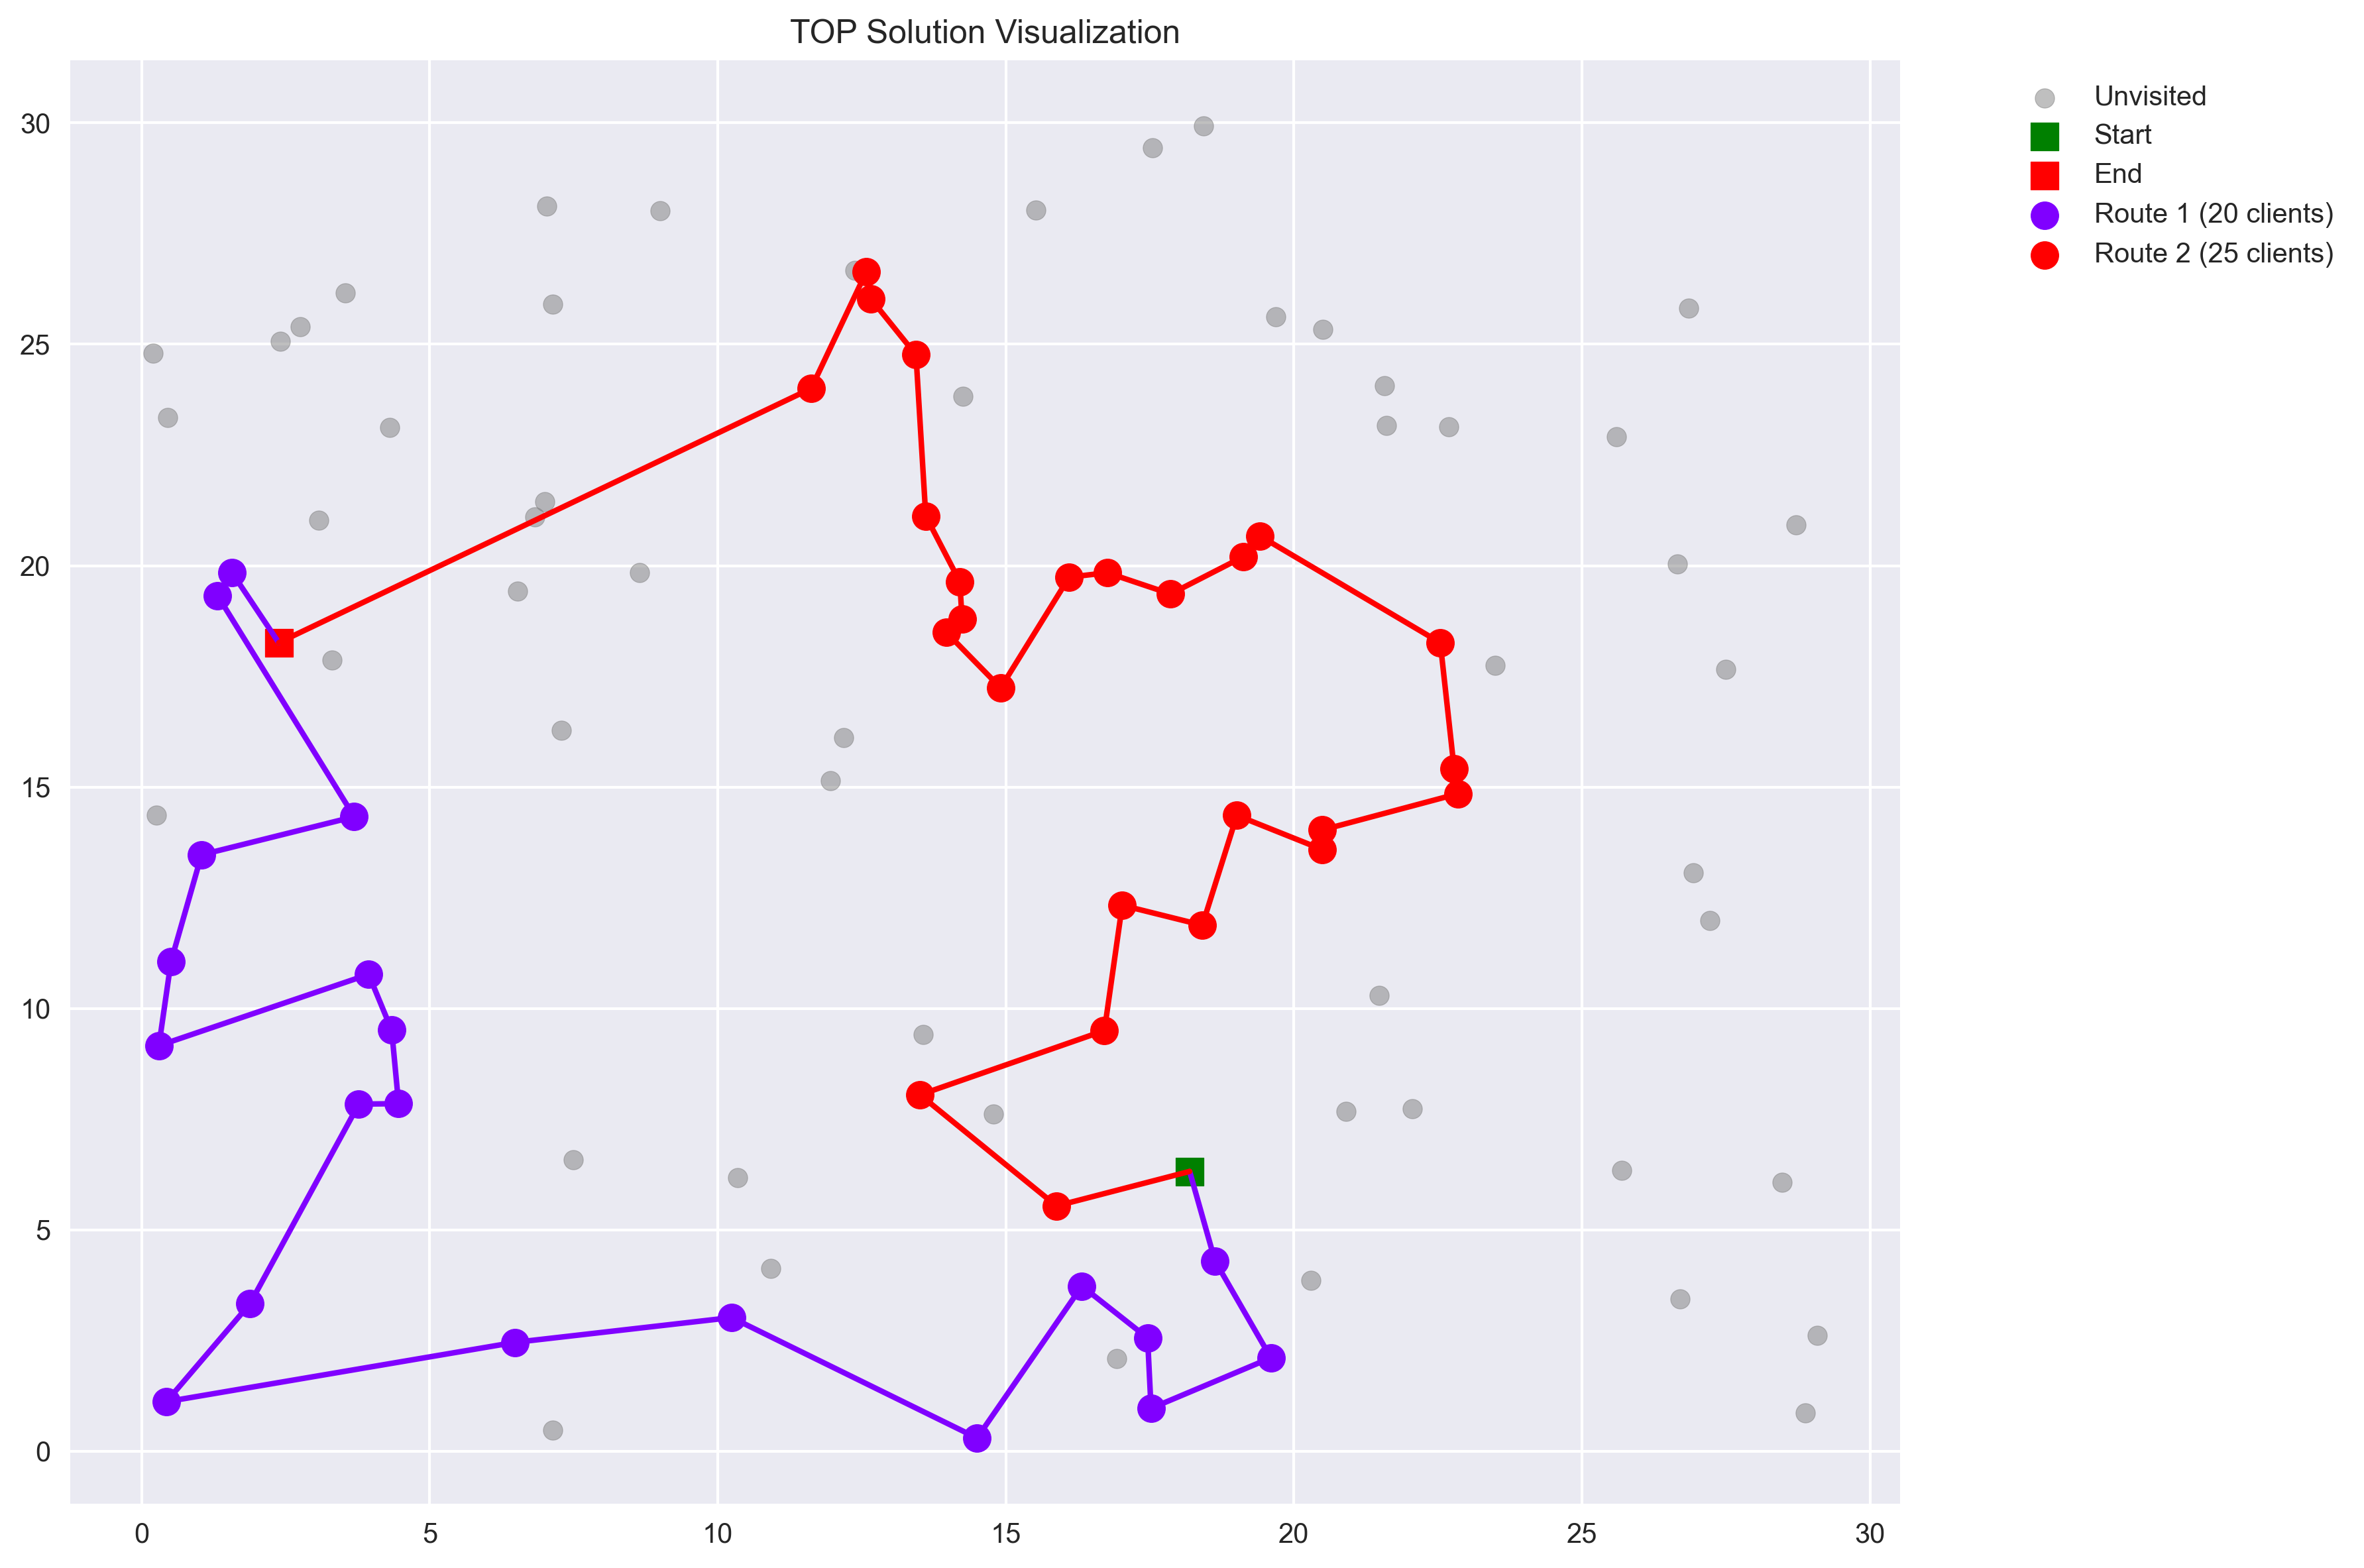 TOP Solution Visualization
Unvisited
Start
End
Route 1 (20 clients)
Route 2 (25 clients)
30
25
20
15
10
5
0
0 5 10 15 20 25 30